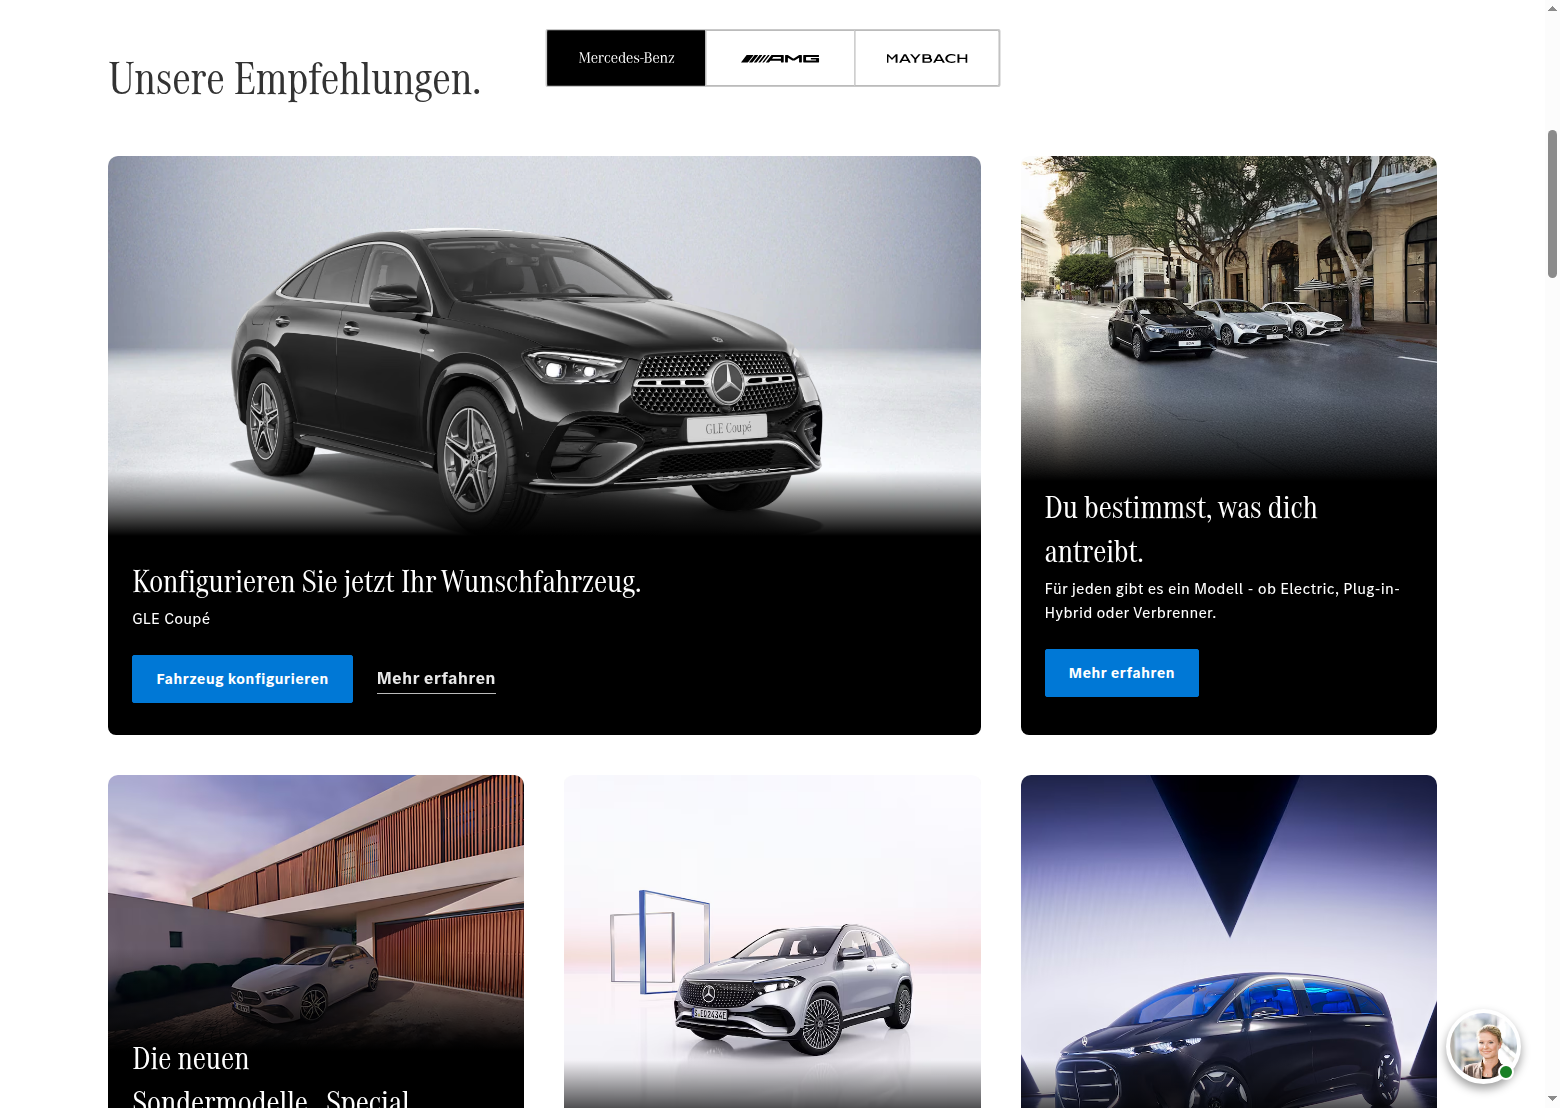 Unsere Empfehlungen.
Mercedes-Benz
AMG
MAYBACH
GLE Coupé
Konfigurieren Sie jetzt Ihr Wunschfahrzeug.
GLE Coupé
Fahrzeug konfigurieren
Mehr erfahren
Du bestimmst, was dich
antreibt.
Für jeden gibt es ein Modell - ob Electric, Plug-in-
Hybrid oder Verbrenner.
Mehr erfahren
Die neuen
Sondermodelle „Special